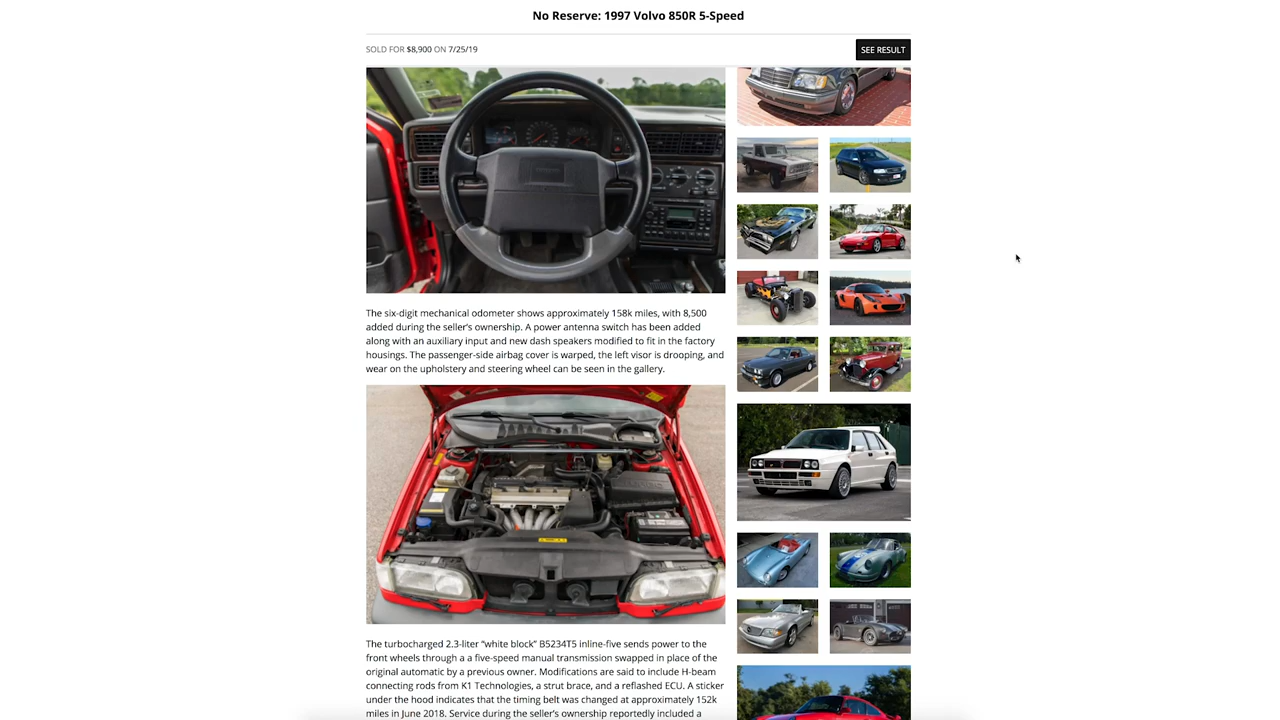 No Reserve: 1997 Volvo 850R 5-Speed
SOLD FOR $8,900 ON 7/25/19
SEE RESULT
The six-digit mechanical odometer shows approximately 158k miles, with 8,500
added during the seller’s ownership. A power antenna switch has been added
along with an auxiliary input and new dash speakers modified to fit in the factory
housings. The passenger-side airbag cover is warped, the left visor is drooping, and
wear on the upholstery and steering wheel can be seen in the gallery.
The turbocharged 2.3-liter “white block” B5234T5 inline-five sends power to the
front wheels through a a five-speed manual transmission swapped in place of the
original automatic by a previous owner. Modifications are said to include H-beam
connecting rods from K1 Technologies, a strut brace, and a reflashed ECU. A sticker
under the hood indicates that the timing belt was changed at approximately 152k
miles in June 2018. Service during the seller’s ownership reportedly included a